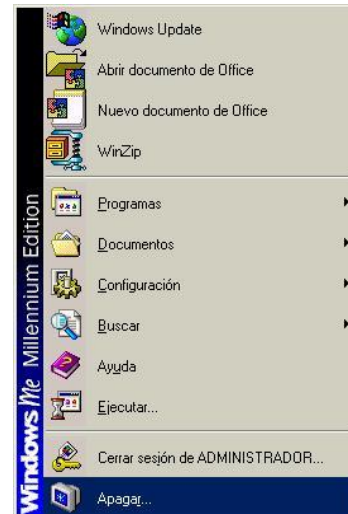 Windows Update
Abrir documento de Office
Nuevo documento de Office
WinZip
Programas
Documentos
Configuración
Buscar
Ayuda
Ejecutar...
Cerrar sesión de ADMINISTRADOR...
Apagar...
Windows Me Millennium Edition